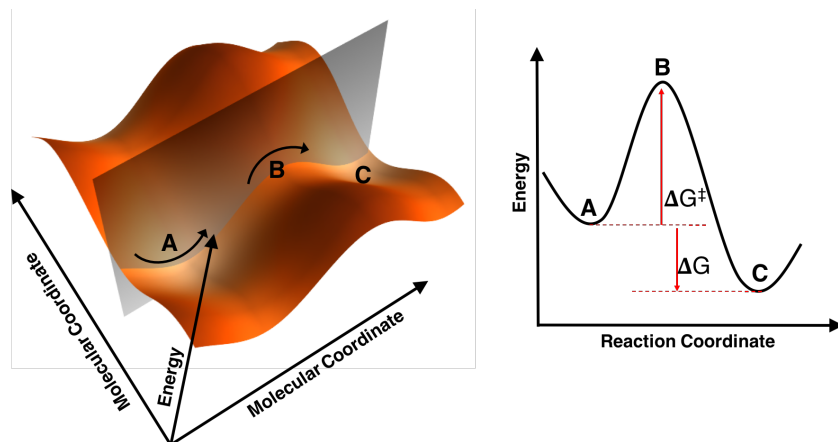 A
B
C
Molecular Coordinate
Energy
Molecular Coordinate
Energy
B
A
ΔG‡
ΔG
C
Reaction Coordinate